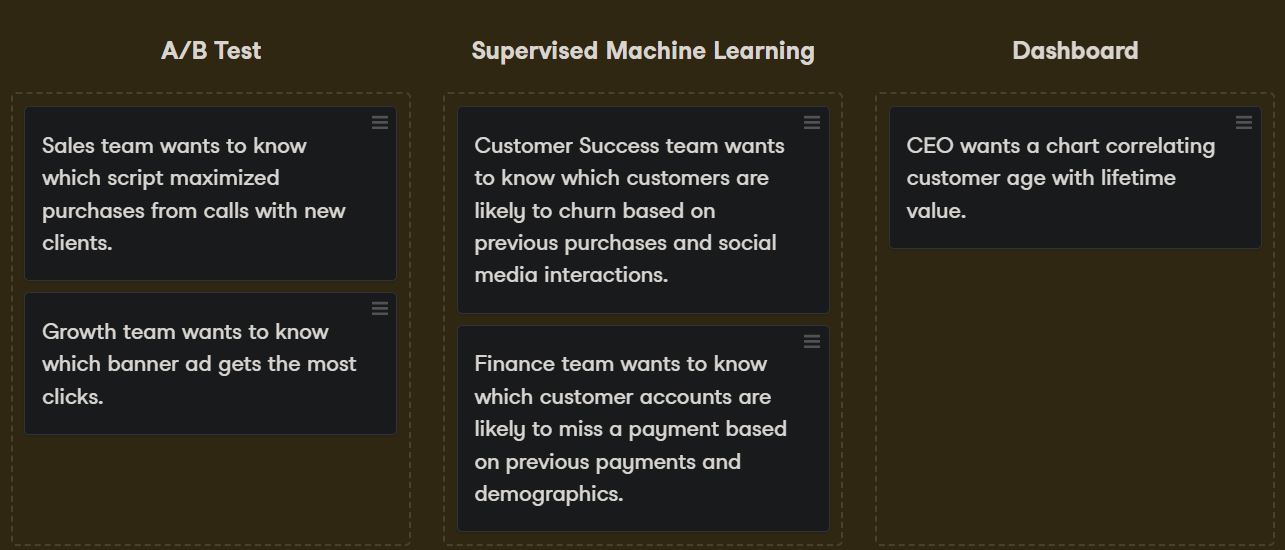 A/B Test
Sales team wants to know
which script maximized
purchases from calls with new
clients.
Growth team wants to know
which banner ad gets the most
clicks.
Supervised Machine Learning
Customer Success team wants
to know which customers are
likely to churn based on
previous purchases and social
media interactions.
Finance team wants to know
which customer accounts are
likely to miss a payment based
on previous payments and
demographics.
Dashboard
CEO wants a chart correlating
customer age with lifetime
value.